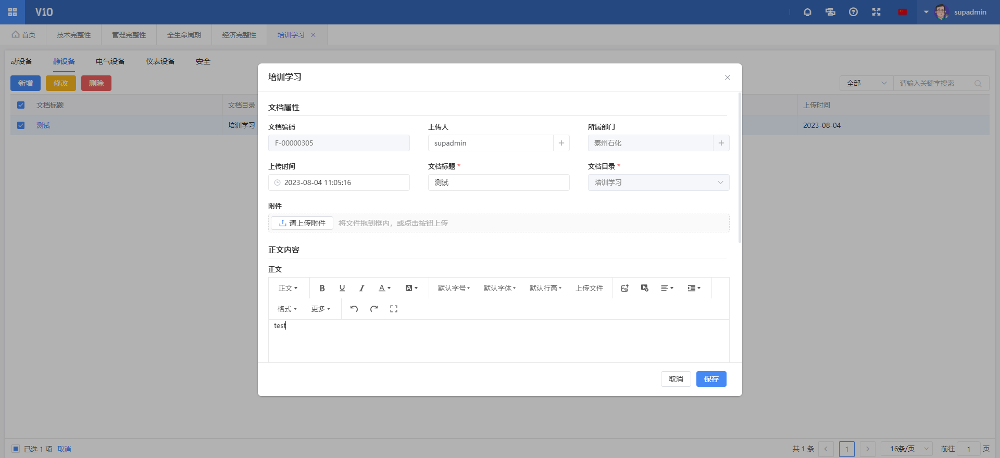 V10
supadmin
首页
技术完整性
管理完整性
全生命周期
经济完整性
培训学习
动设备
静设备
电气设备
仪表设备
安全
新增
修改
删除
全部
请输入关键字搜索
文档标题
文档目录
上传时间
测试
培训学习
2023-08-04
培训学习
文档属性
文档编码
上传人
所属部门
F-00000305
supadmin
泰州石化
上传时间
文档标题 *
文档目录 *
2023-08-04 11:05:16
测试
培训学习
附件
请上传附件
将文件拖到框内，或点击按钮上传
正文内容
正文
正文
B U I A A
默认字号
默认字体
默认行高
上传文件
格式
更多
test
取消
保存
已选 1 项 取消
共 1 条
1
16条/页
前往 1 页